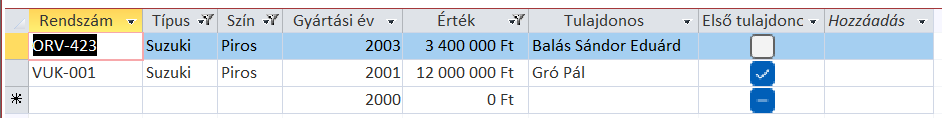 Rendszám Típus Szín Gyártási év Érték Tulajdonos Első tulajdonc Hozzáadás
ORV-423 Suzuki Piros 2003 3 400 000 Ft Balás Sándor Eduárd
VUK-001 Suzuki Piros 2001 12 000 000 Ft Gró Pál
2000 0 Ft